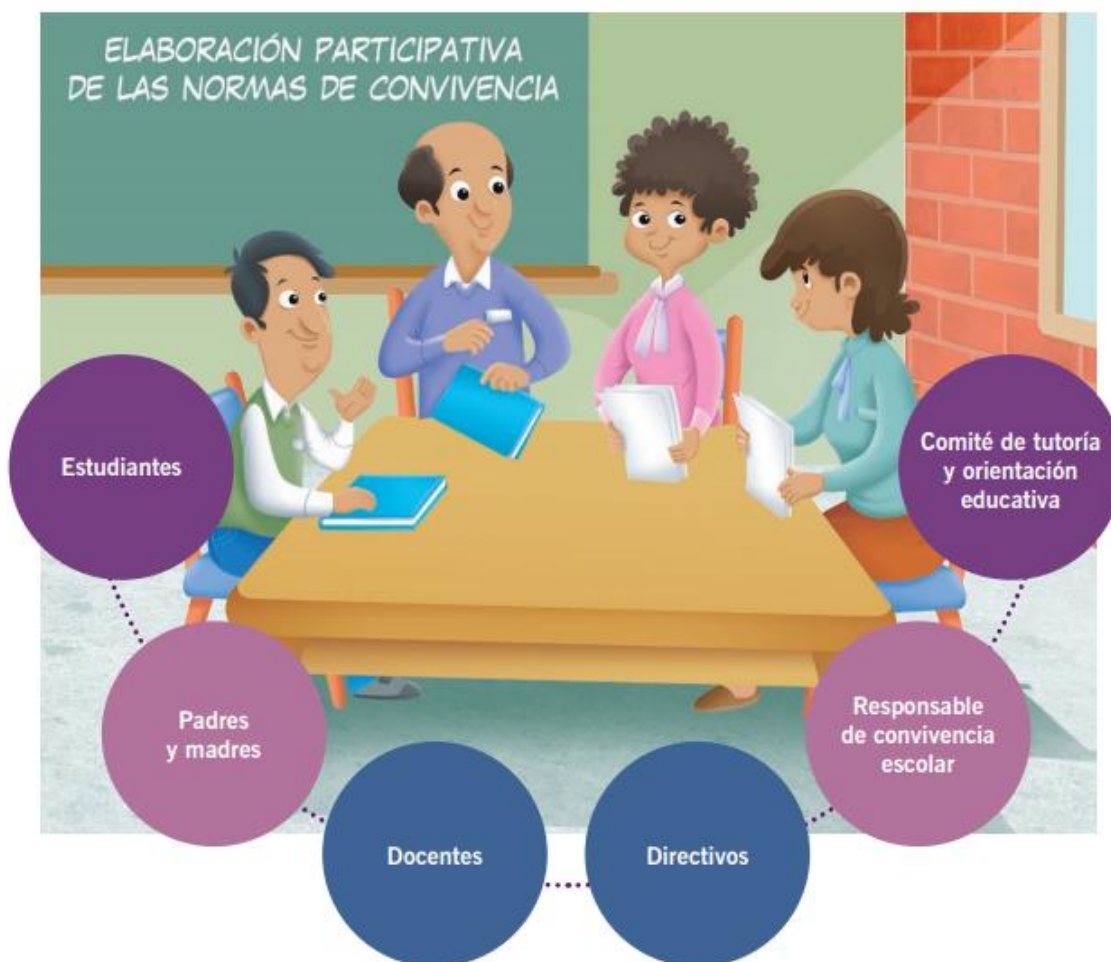 ELABORACIÓN PARTICIPATIVA
DE LAS NORMAS DE CONVIVENCIA
Estudiantes
Padres
y madres
Docentes
Directivos
Responsable
de convivencia
escolar
Comité de tutoría
y orientación
educativa